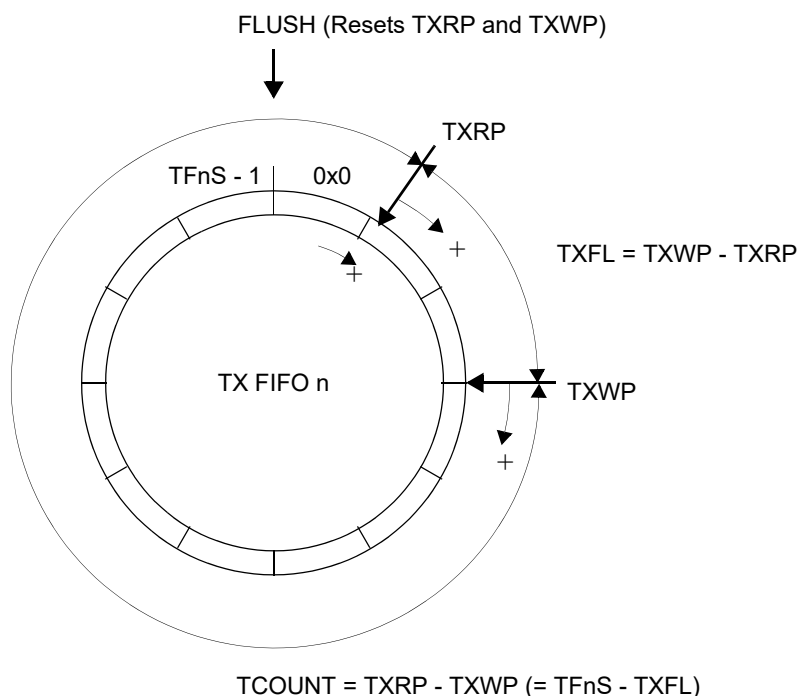 FLUSH (Resets TXRP and TXWP)
TXRP
TFnS - 1
0x0
+
+
TXFL = TXWP - TXRP
TX FIFO n
TXWP
+
TCOUNT = TXRP - TXWP (= TFnS - TXFL)